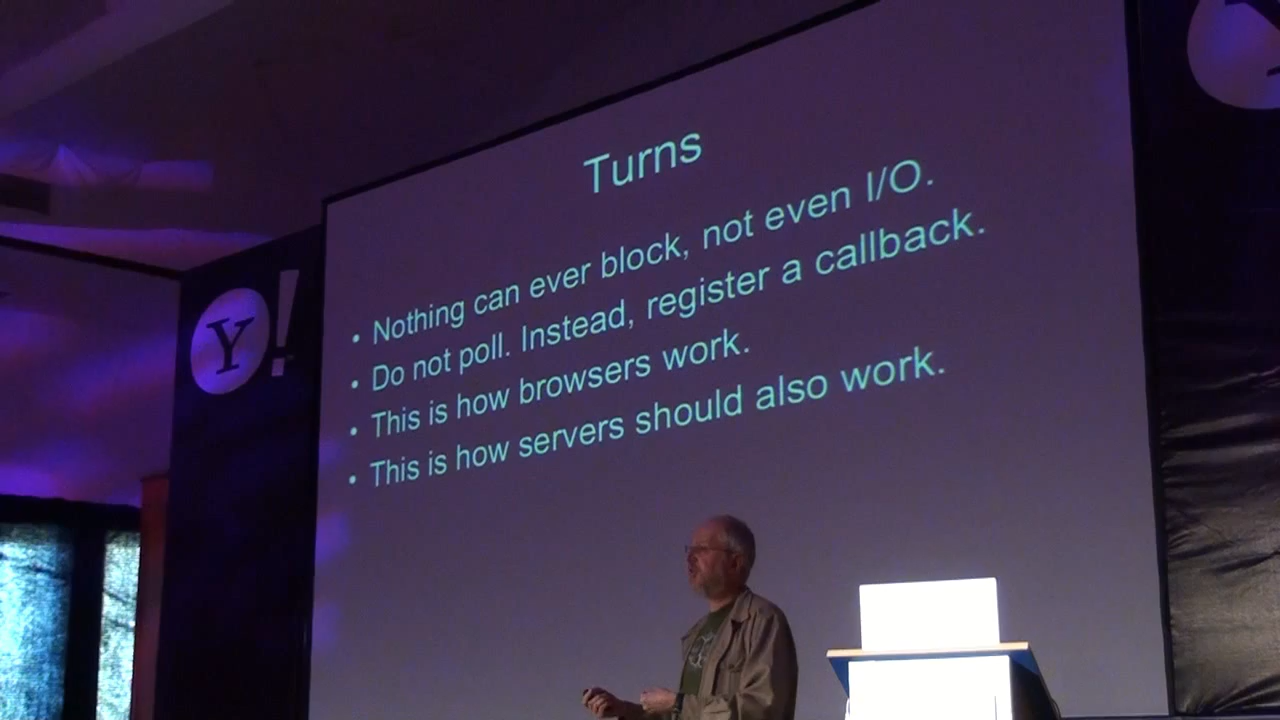 Turns
• Nothing can ever block, not even I/O.
• Do not poll. Instead, register a callback.
• This is how browsers work.
• This is how servers should also work.
Y!
Y